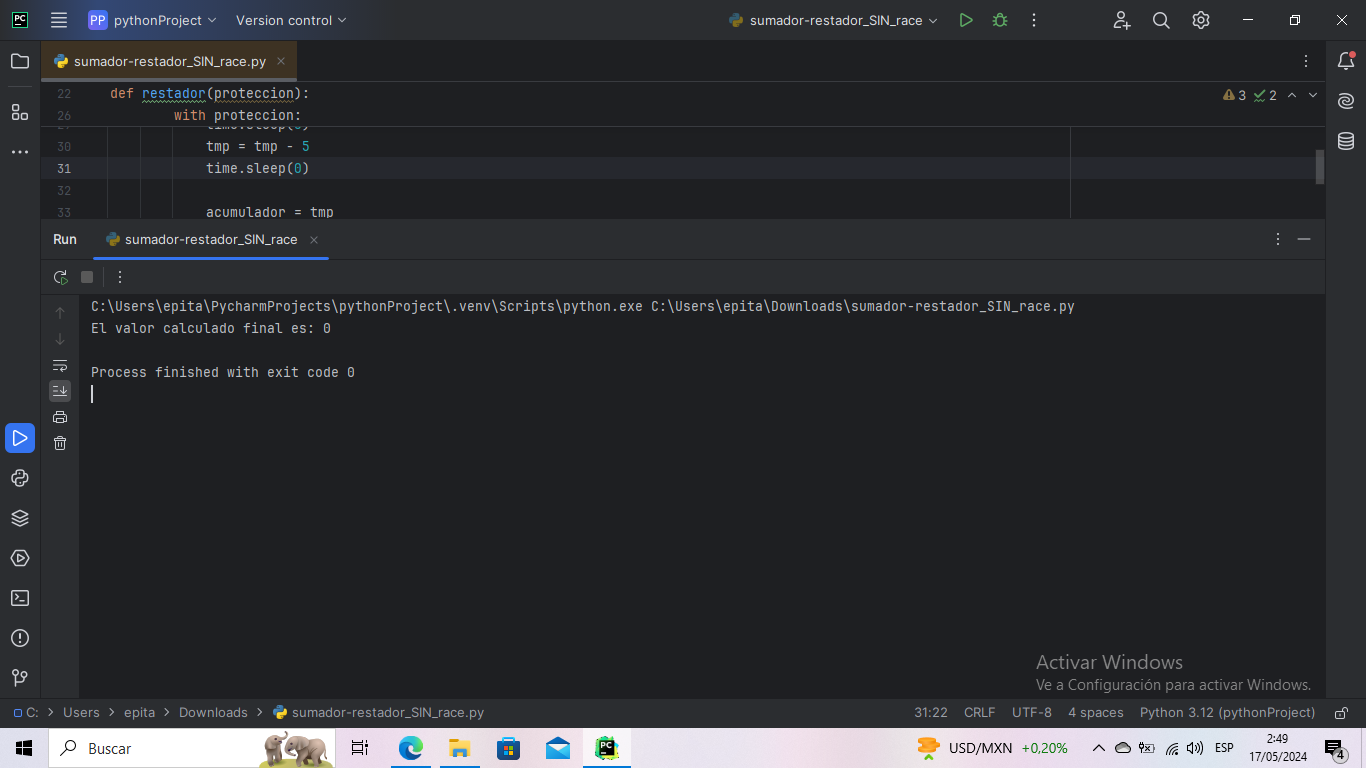 PC PP pythonProject Version control sumador-restador_SIN_race
sumador-restador_SIN_race.py
22 def restador(proteccion): 3 2
26 with proteccion:
30 tmp = tmp - 5
31 time.sleep(0)
32
33 acumulador = tmp
Run sumador-restador_SIN_race
C:\Users\epita\PycharmProjects\pythonProject\.venv\Scripts\python.exe C:\Users\epita\Downloads\sumador-restador_SIN_race.py
El valor calculado final es: 0
Process finished with exit code 0
Activar Windows
Ve a Configuración para activar Windows.
C: Users epita Downloads sumador-restador_SIN_race.py 31:22 CRLF UTF-8 4 spaces Python 3.12 (pythonProject)
Buscar PC USD/MXN +0,20% ESP 2:49 4
17/05/2024